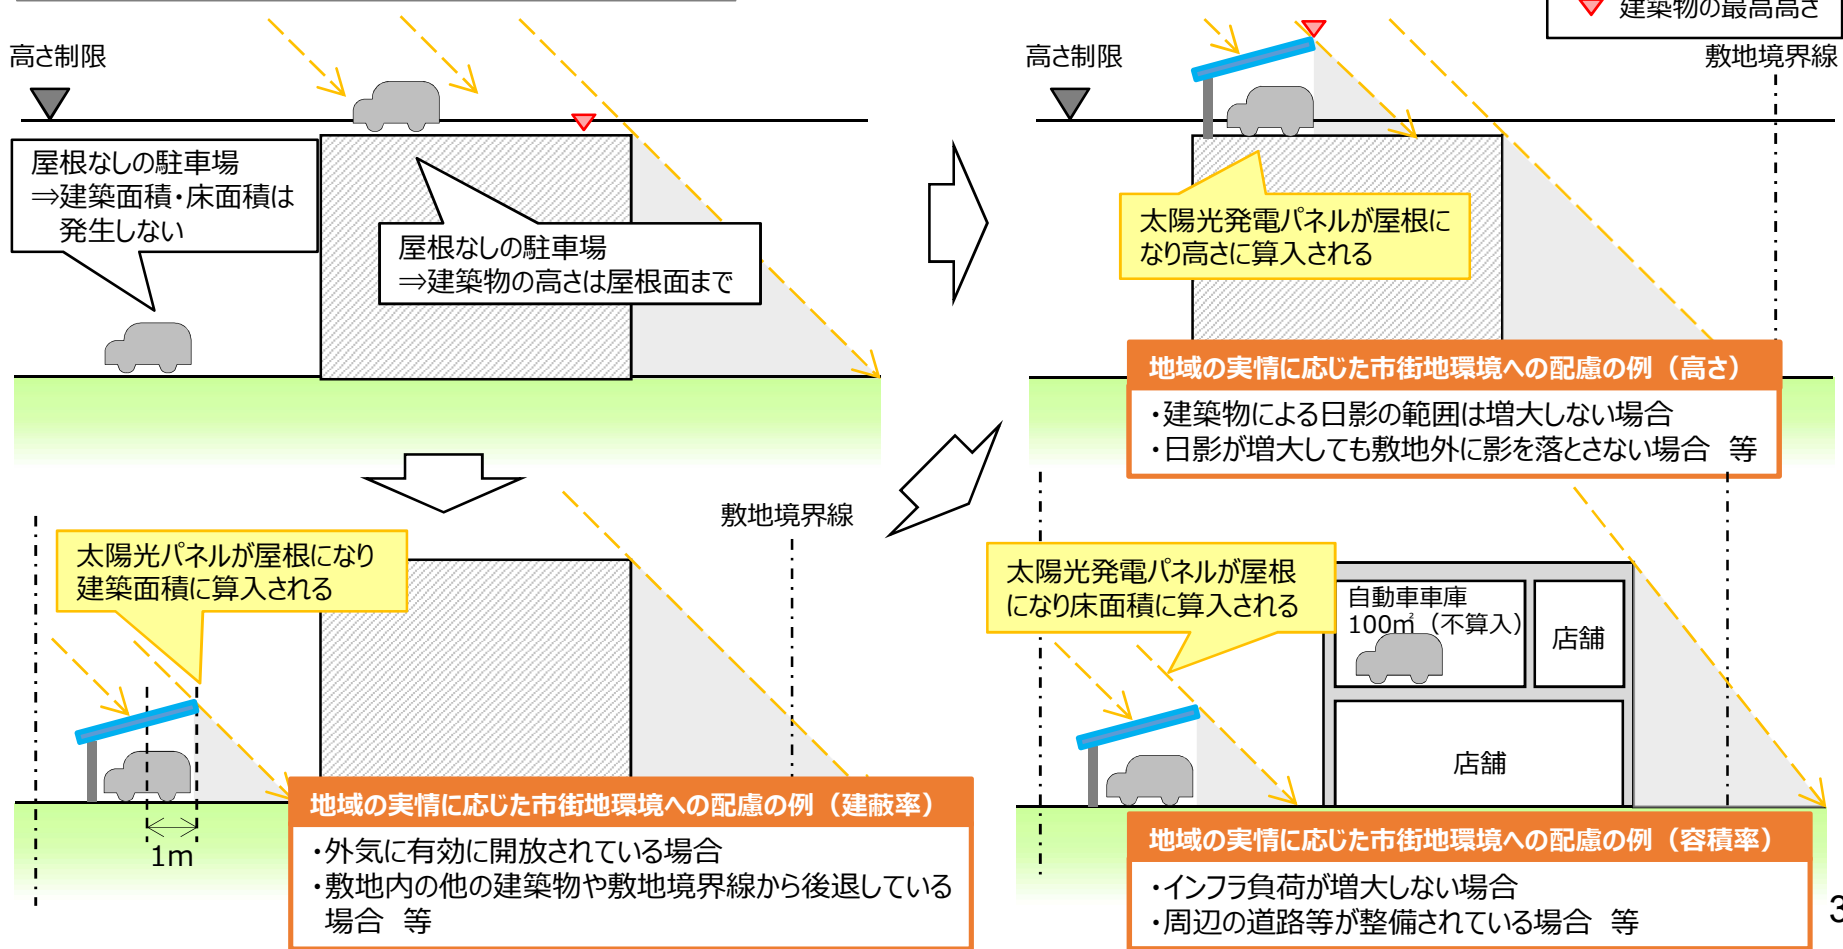 建築物の最高高さ
高さ制限
屋根なしの駐車場
⇒建築面積・床面積は
発生しない
屋根なしの駐車場
⇒建築物の高さは屋根面まで
高さ制限
敷地境界線
太陽光発電パネルが屋根に
なり高さに算入される
地域の実情に応じた市街地環境への配慮の例（高さ）
・建築物による日影の範囲は増大しない場合
・日影が増大しても敷地外に影を落とさない場合　等
敷地境界線
太陽光パネルが屋根になり
建築面積に算入される
1m
地域の実情に応じた市街地環境への配慮の例（建蔽率）
・外気に有効に開放されている場合
・敷地内の他の建築物や敷地境界線から後退している
場合　等
太陽光発電パネルが屋根
になり床面積に算入される
自動車車庫
100㎡（不算入）
店舗
店舗
地域の実情に応じた市街地環境への配慮の例（容積率）
・インフラ負荷が増大しない場合
・周辺の道路等が整備されている場合　等
3